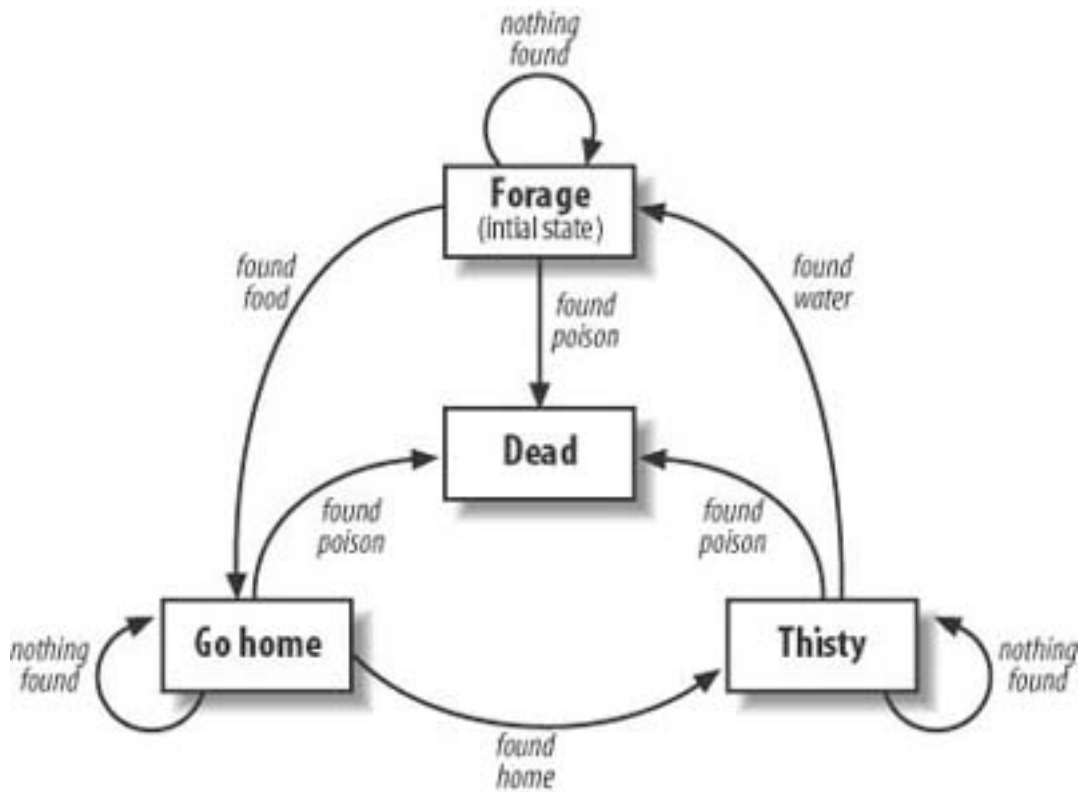 nothing
found
Forage
(intial state)
found
food
found
water
found
poison
Dead
found
poison
found
poison
Go home
Thisty
nothing
found
nothing
found
found
home